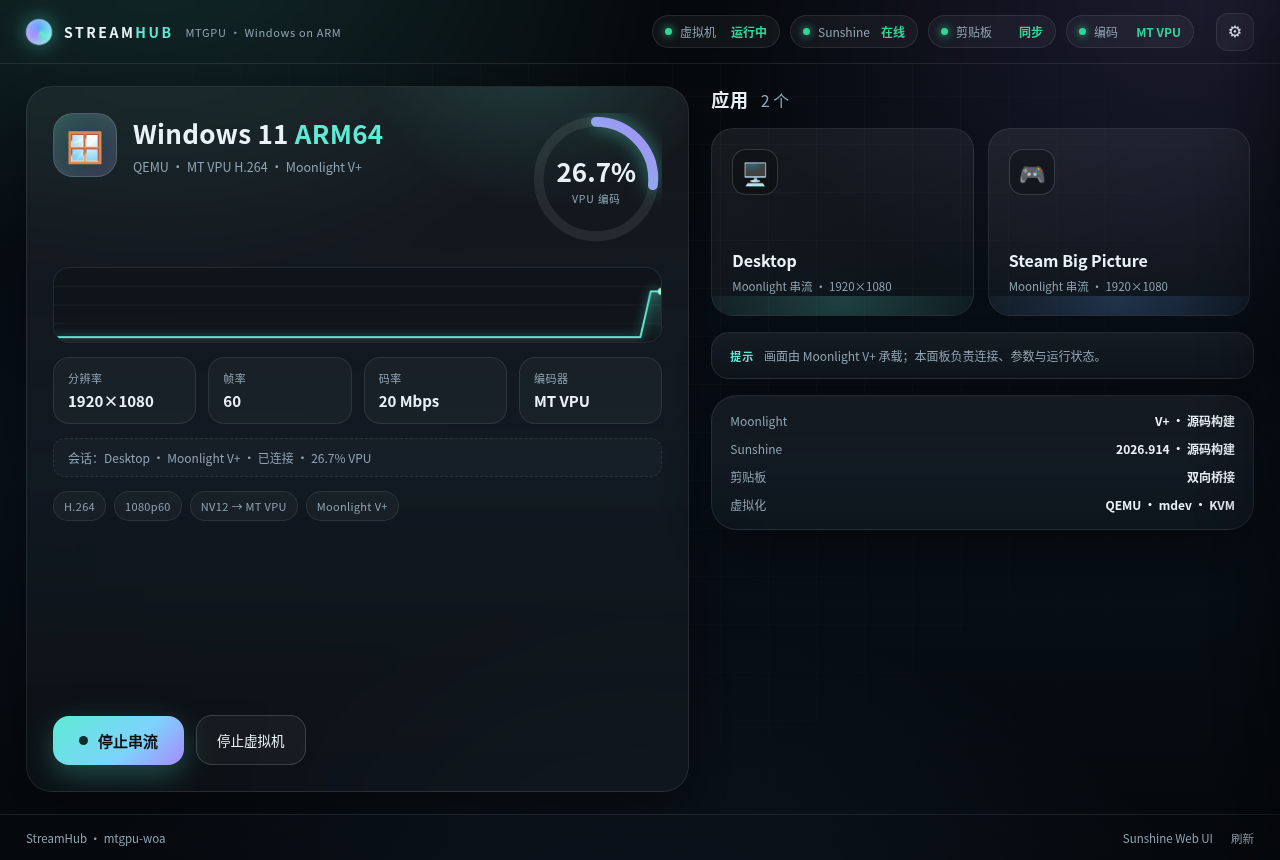 STREAMHUB MTGPU · Windows on ARM
虚拟机 运行中
Sunshine 在线
剪贴板 同步
编码 MT VPU
Windows 11 ARM64
QEMU · MT VPU H.264 · Moonlight V+
26.7%
VPU 编码
分辨率
1920×1080
帧率
60
码率
20 Mbps
编码器
MT VPU
会话：Desktop · Moonlight V+ · 已连接 · 26.7% VPU
H.264
1080p60
NV12 → MT VPU
Moonlight V+
停止串流
停止虚拟机
应用 2 个
Desktop
Moonlight 串流 · 1920×1080
Steam Big Picture
Moonlight 串流 · 1920×1080
提示 画面由 Moonlight V+ 承载；本面板负责连接、参数与运行状态。
Moonlight V+ · 源码构建
Sunshine 2026.914 · 源码构建
剪贴板 双向桥接
虚拟化 QEMU · mdev · KVM
StreamHub · mtgpu-woa
Sunshine Web UI 刷新